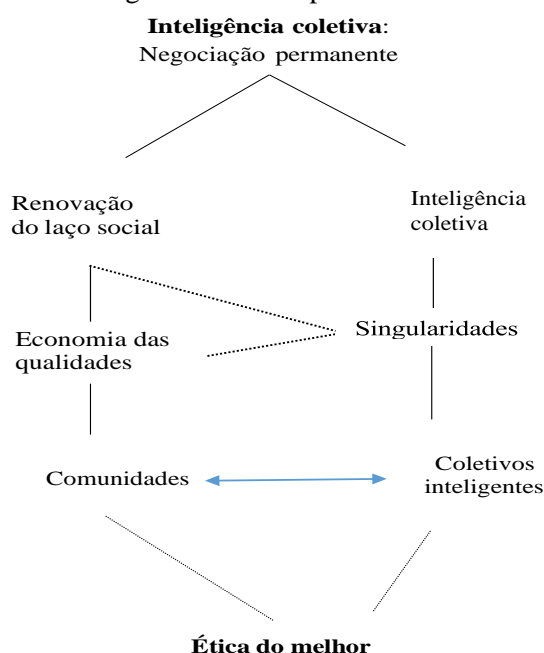 Inteligência coletiva:
Negociação permanente
Renovação
do laço social
Inteligência
coletiva
Economia das
qualidades
Singularidades
Comunidades
Coletivos
inteligentes
Ética do melhor